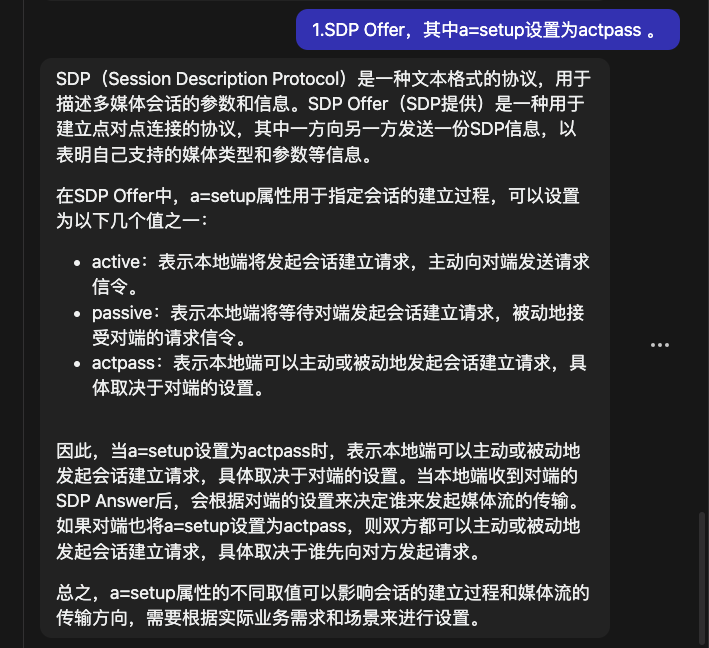 1.SDP Offer，其中a=setup设置为actpass 。
SDP（Session Description Protocol）是一种文本格式的协议，用于
描述多媒体会话的参数和信息。SDP Offer（SDP提供）是一种用于
建立点对点连接的协议，其中一方向另一方发送一份SDP信息，以
表明自己支持的媒体类型和参数等信息。
在SDP Offer中，a=setup属性用于指定会话的建立过程，可以设置
为以下几个值之一：
• active：表示本地端将发起会话建立请求，主动向对端发送请求
信令。
• passive：表示本地端将等待对端发起会话建立请求，被动地接
受对端的请求信令。
• actpass：表示本地端可以主动或被动地发起会话建立请求，具
体取决于对端的设置。
因此，当a=setup设置为actpass时，表示本地端可以主动或被动地
发起会话建立请求，具体取决于对端的设置。当本地端收到对端的
SDP Answer后，会根据对端的设置来决定谁来发起媒体流的传输。
如果对端也将a=setup设置为actpass，则双方都可以主动或被动地
发起会话建立请求，具体取决于谁先向对方发起请求。
总之，a=setup属性的不同取值可以影响会话的建立过程和媒体流的
传输方向，需要根据实际业务需求和场景来进行设置。